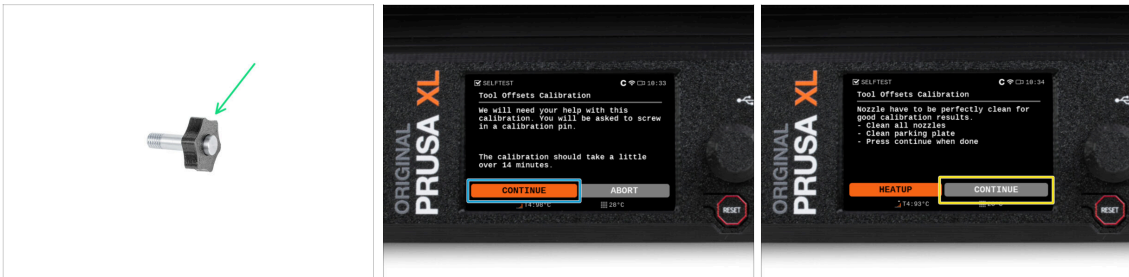 ORIGINAL
PRUSA XL
SELFTEST
10:33
Tool Offsets Calibration
We will need your help with this
calibration. You will be asked to screw
in a calibration pin.
The calibration should take a little
over 14 minutes.
CONTINUE
ABORT
RESET
ORIGINAL
PRUSA XL
SELFTEST
10:34
Tool Offsets Calibration
Nozzle have to be perfectly clean for
good calibration results.
- Clean all nozzles
- Clean parking plate
- Press continue when done
HEATUP
CONTINUE
T4:93°C
RESET